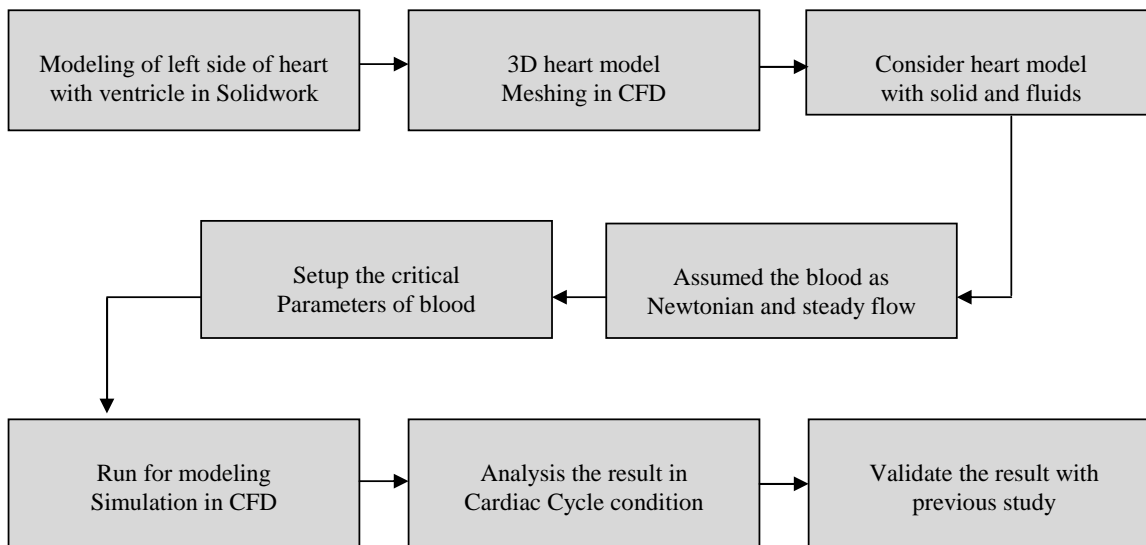 Modeling of left side of heart
with ventricle in Solidwork
3D heart model
Meshing in CFD
Consider heart model
with solid and fluids
Assumed the blood as
Newtonian and steady flow
Setup the critical
Parameters of blood
Run for modeling
Simulation in CFD
Analysis the result in
Cardiac Cycle condition
Validate the result with
previous study